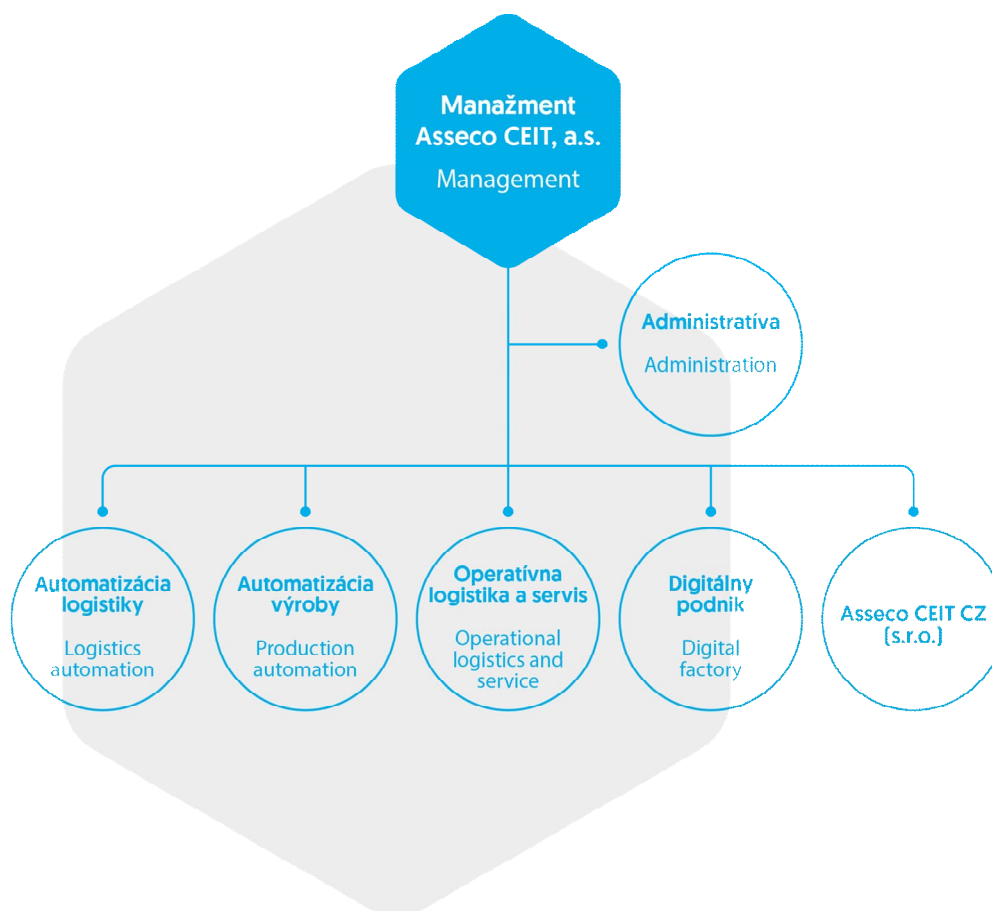 Manažment
Asseco CEIT, a.s.
Management
Administratíva
Administration
Automatizácia
logistiky
Logistics
automation
Automatizácia
výroby
Production
automation
Operatívna
logistika a servis
Operational
logistics and
service
Digitálny
podnik
Digital
factory
Asseco CEIT CZ
(s.r.o.)